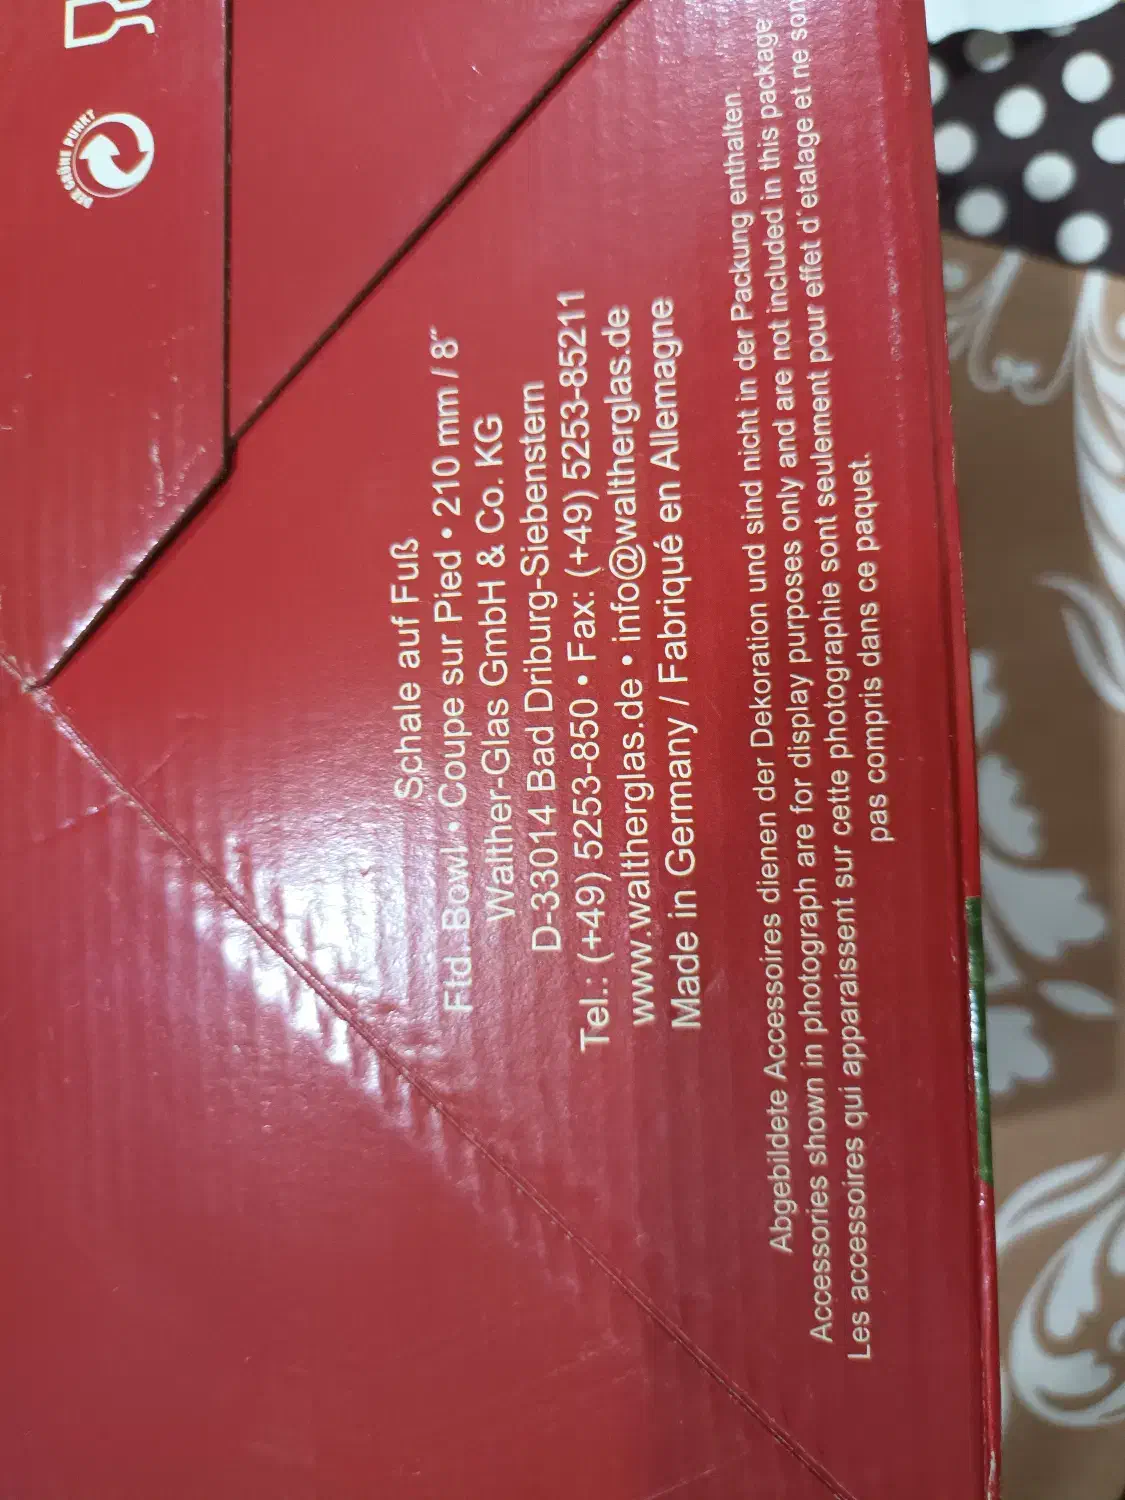 DER GRÜNE PUNKT
Schale auf Fuß
Ftd. Bowl • Coupe sur Pied • 210 mm / 8"
Walther-Glas GmbH & Co. KG
D-33014 Bad Driburg-Siebenstern
Tel.: (+49) 5253-850 • Fax: (+49) 5253-85211
www.waltherglas.de • info@waltherglas.de
Made in Germany / Fabriqué en Allemagne
Abgebildete Accessoires dienen der Dekoration und sind nicht in der Packung enthalten.
Accessories shown in photograph are for display purposes only and are not included in this package
Les accessoires qui apparaissent sur cette photographie sont seulement pour effet d´etalage et ne son
pas compris dans ce paquet.